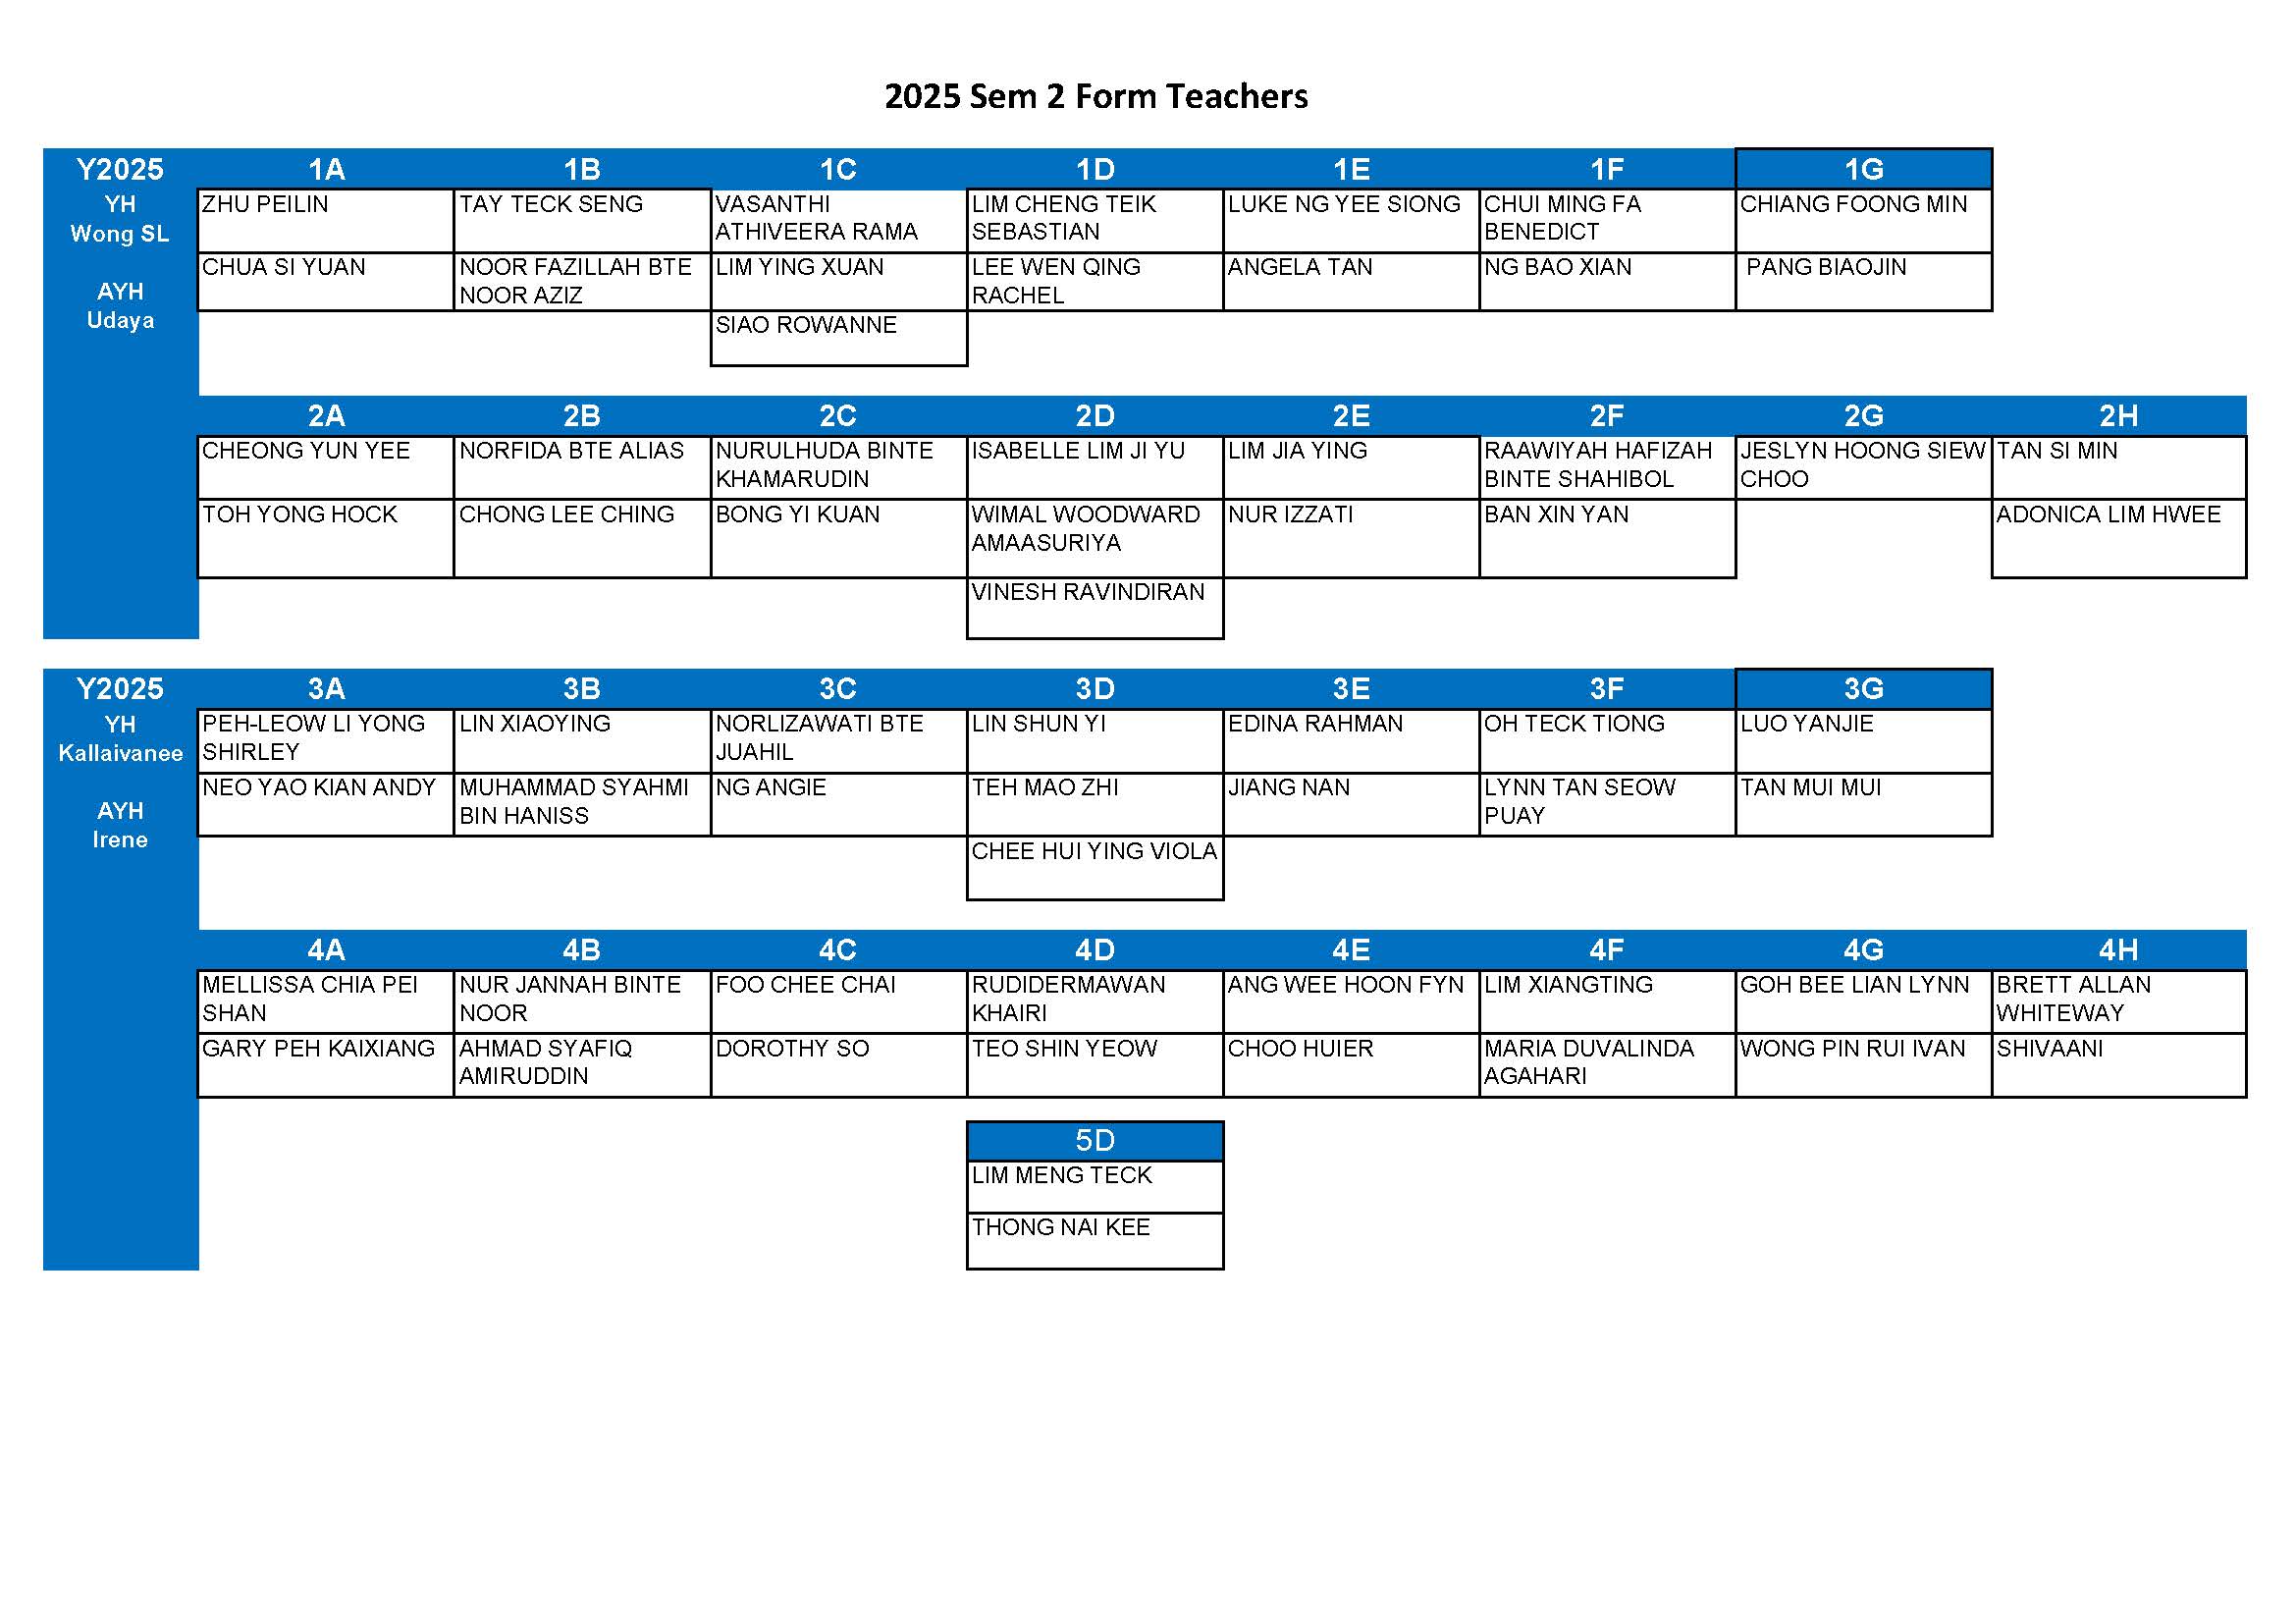 2025 Sem 2 Form Teachers
Y2025 1A 1B 1C 1D 1E 1F 1G
YH
Wong SL
AYH
Udaya
ZHU PEILIN
TAY TECK SENG
VASANTHI
ATHIVEERA RAMA
LIM CHENG TEIK
SEBASTIAN
LUKE NG YEE SIONG
CHUI MING FA
BENEDICT
CHIANG FOONG MIN
CHUA SI YUAN
NOOR FAZILLAH BTE
NOOR AZIZ
LIM YING XUAN
LEE WEN QING
RACHEL
ANGELA TAN
NG BAO XIAN
PANG BIAOJIN
SIAO ROWANNE
2A 2B 2C 2D 2E 2F 2G 2H
CHEONG YUN YEE
NORFIDA BTE ALIAS
NURULHUDA BINTE
KHAMARUDIN
ISABELLE LIM JI YU
LIM JIA YING
RAAWIYAH HAFIZAH
BINTE SHAHIBOL
JESLYN HOONG SIEW
CHOO
TAN SI MIN
TOH YONG HOCK
CHONG LEE CHING
BONG YI KUAN
WIMAL WOODWARD
AMAASURIYA
NUR IZZATI
BAN XIN YAN
ADONICA LIM HWEE
VINESH RAVINDIRAN
Y2025 3A 3B 3C 3D 3E 3F 3G
YH
Kallaivanee
AYH
Irene
PEH-LEOW LI YONG
SHIRLEY
LIN XIAOYING
NORLIZAWATI BTE
JUAHIL
LIN SHUN YI
EDINA RAHMAN
OH TECK TIONG
LUO YANJIE
NEO YAO KIAN ANDY
MUHAMMAD SYAHMI
BIN HANISS
NG ANGIE
TEH MAO ZHI
JIANG NAN
LYNN TAN SEOW
PUAY
TAN MUI MUI
CHEE HUI YING VIOLA
4A 4B 4C 4D 4E 4F 4G 4H
MELLISSA CHIA PEI
SHAN
NUR JANNAH BINTE
NOOR
FOO CHEE CHAI
RUDIDERMAWAN
KHAIRI
ANG WEE HOON FYN
LIM XIANGTING
GOH BEE LIAN LYNN
BRETT ALLAN
WHITEWAY
GARY PEH KAIXIANG
AHMAD SYAFIQ
AMIRUDDIN
DOROTHY SO
TEO SHIN YEOW
CHOO HUIER
MARIA DUVALINDA
AGAHARI
WONG PIN RUI IVAN
SHIVAANI
5D
LIM MENG TECK
THONG NAI KEE